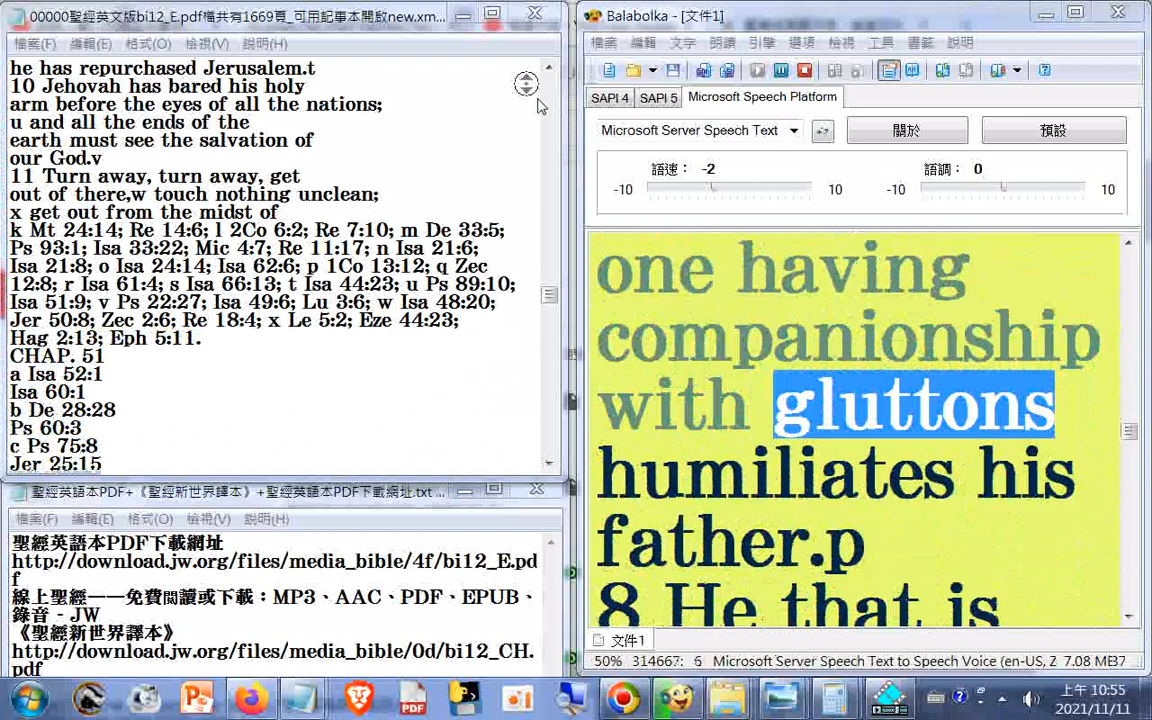 00000聖經英文版bi12_E.pdf檔共有1669頁_可用記事本開啟new.xm...
檔案(F) 編輯(E) 格式(O) 檢視(V) 說明(H)
he has repurchased Jerusalem.t
10 Jehovah has bared his holy
arm before the eyes of all the nations;
u and all the ends of the
earth must see the salvation of
our God.v
11 Turn away, turn away, get
out of there,w touch nothing unclean;
x get out from the midst of
k Mt 24:14; Re 14:6; l 2Co 6:2; Re 7:10; m De 33:5;
Ps 93:1; Isa 33:22; Mic 4:7; Re 11:17; n Isa 21:6;
Isa 21:8; o Isa 24:14; Isa 62:6; p 1Co 13:12; q Zec
12:8; r Isa 61:4; s Isa 66:13; t Isa 44:23; u Ps 89:10;
Isa 51:9; v Ps 22:27; Isa 49:6; Lu 3:6; w Isa 48:20;
Jer 50:8; Zec 2:6; Re 18:4; x Le 5:2; Eze 44:23;
Hag 2:13; Eph 5:11.
CHAP. 51
a Isa 52:1
Isa 60:1
b De 28:28
Ps 60:3
c Ps 75:8
Jer 25:15
聖經英語本PDF+《聖經新世界譯本》+聖經英語本PDF下載網址.txt ...
檔案(F) 編輯(E) 格式(O) 檢視(V) 說明(H)
聖經英語本PDF下載網址
http://download.jw.org/files/media_bible/4f/bi12_E.pd
f
線上聖經——免費閱讀或下載：MP3、AAC、PDF、EPUB、
錄音 - JW
《聖經新世界譯本》
http://download.jw.org/files/media_bible/0d/bi12_CH.
pdf
Balabolka - [文件1]
檔案 編輯 文字 朗讀 引擎 選項 檢視 工具 書籤 說明
SAPI 4 SAPI 5 Microsoft Speech Platform
Microsoft Server Speech Text 關於 預設
語速： -2 語調： 0
-10 10 -10 10
one having
companionship
with gluttons
humiliates his
father.p
8 He that is
文件1
50% 314667: 6 Microsoft Server Speech Text to Speech Voice (en-US, Z 7.08 MB37
上午 10:55
2021/11/11